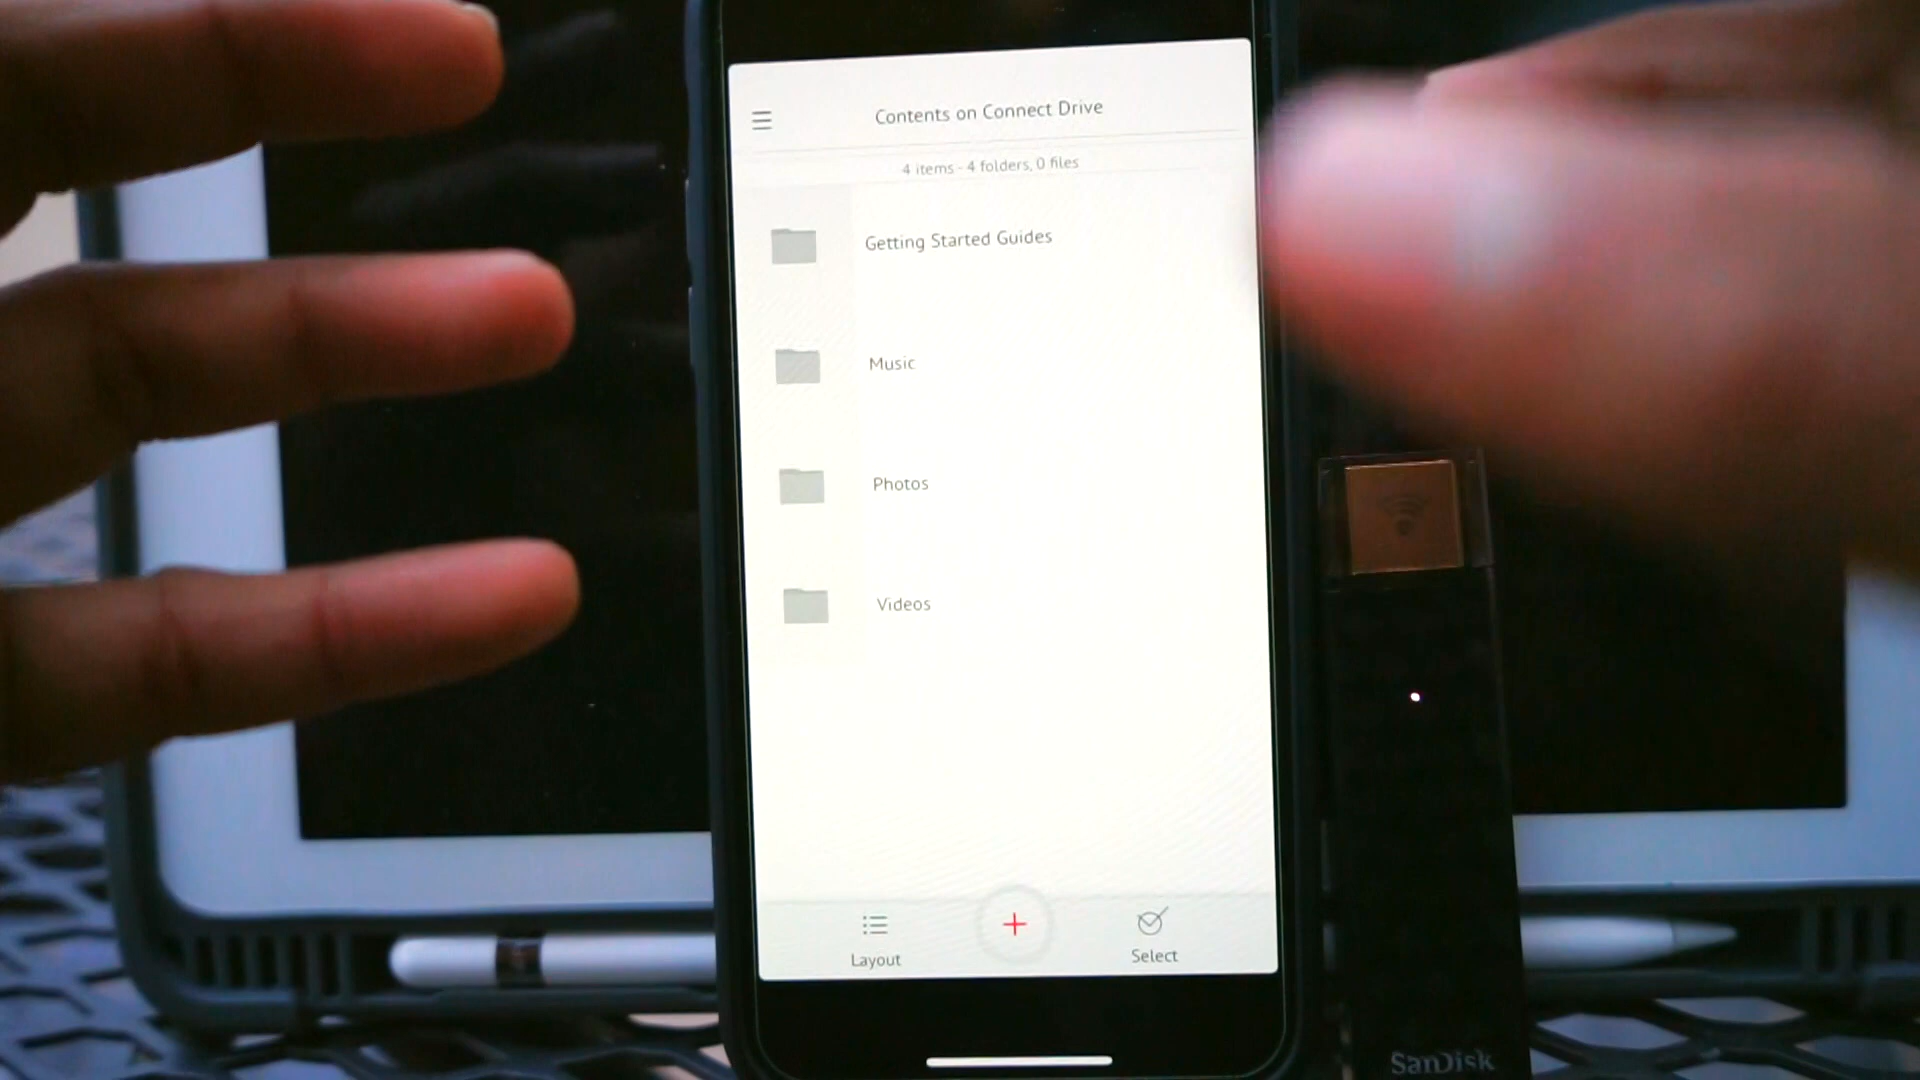 Contents on Connect Drive
4 items - 4 folders, 0 files
Getting Started Guides
Music
Photos
Videos
Layout
Select
SanDisk